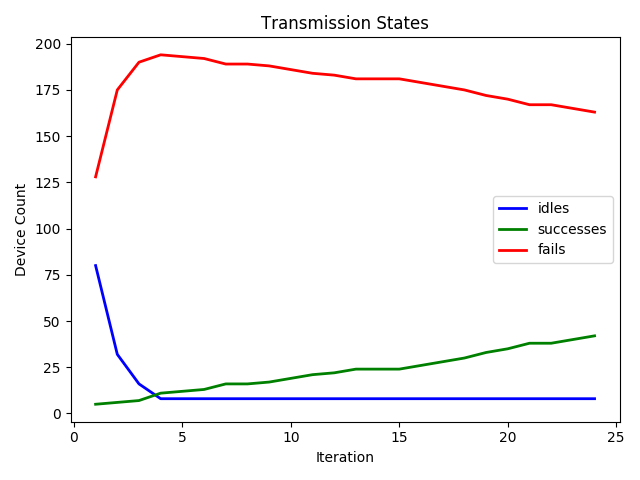 Transmission States
200
175
150
125
100
75
50
25
0
Device Count
idles
successes
fails
0 5 10 15 20 25
Iteration